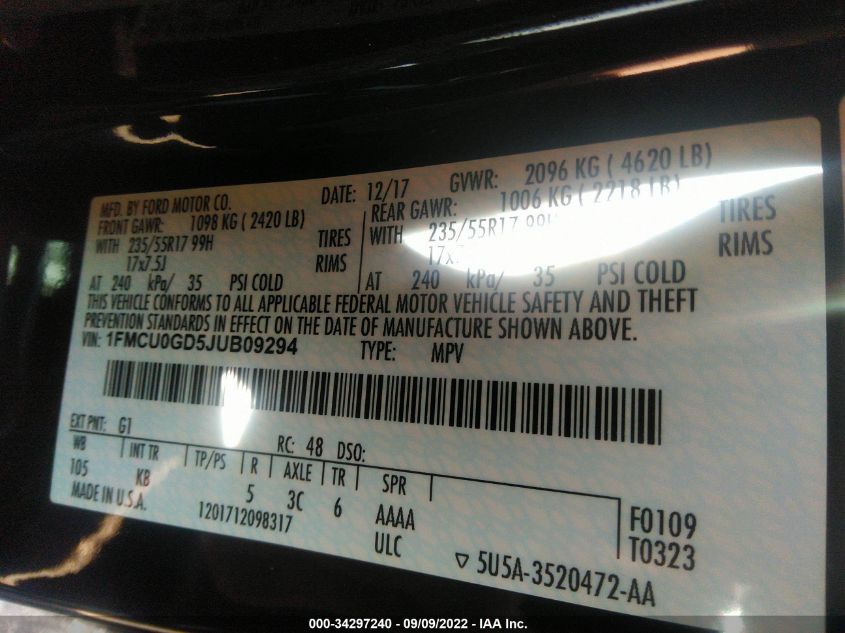 MFD. BY FORD MOTOR CO. DATE: 12/17 GVWR: 2096 KG ( 4620 LB)
FRONT GAWR: 1098 KG ( 2420 LB) REAR GAWR: 1006 KG ( 2218 LB)
WITH 235/55R17 99H TIRES WITH 235/55R17 99H TIRES
17x7.5J RIMS RIMS
AT 240 kPa/ 35 PSI COLD AT 240 kPa/ 35 PSI COLD
THIS VEHICLE CONFORMS TO ALL APPLICABLE FEDERAL MOTOR VEHICLE SAFETY AND THEFT
PREVENTION STANDARDS IN EFFECT ON THE DATE OF MANUFACTURE SHOWN ABOVE.
VIN: 1FMCU0GD5JUB09294 TYPE: MPV
EXT PNT: G1 RC: 48 DSO:
WB INT TR TP/PS R AXLE TR SPR
105 KB 5 3C 6 AAAA
ULC
MADE IN U.S.A. 1201712098317
F0109
T0323
5U5A-3520472-AA
000-34297240 - 09/09/2022 - IAA Inc.